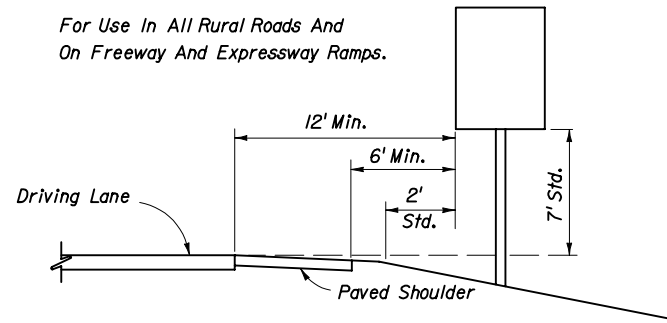 For Use In All Rural Roads And
On Freeway And Expressway Ramps.
12' Min.
6' Min.
2'
Std.
7' Std.
Driving Lane
Paved Shoulder